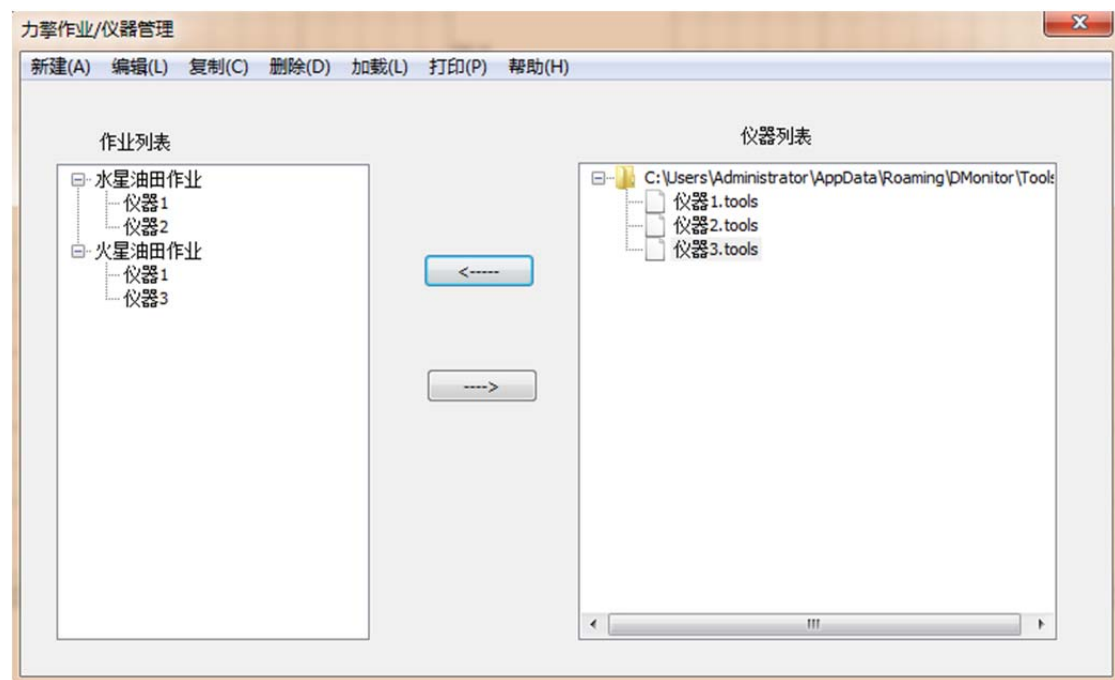 力擎作业/仪器管理
新建(A) 编辑(L) 复制(C) 删除(D) 加载(L) 打印(P) 帮助(H)
作业列表
水星油田作业
仪器1
仪器2
火星油田作业
仪器1
仪器3
<-----
---->
仪器列表
C:\Users\Administrator\AppData\Roaming\DMonitor\Tools
仪器1.tools
仪器2.tools
仪器3.tools